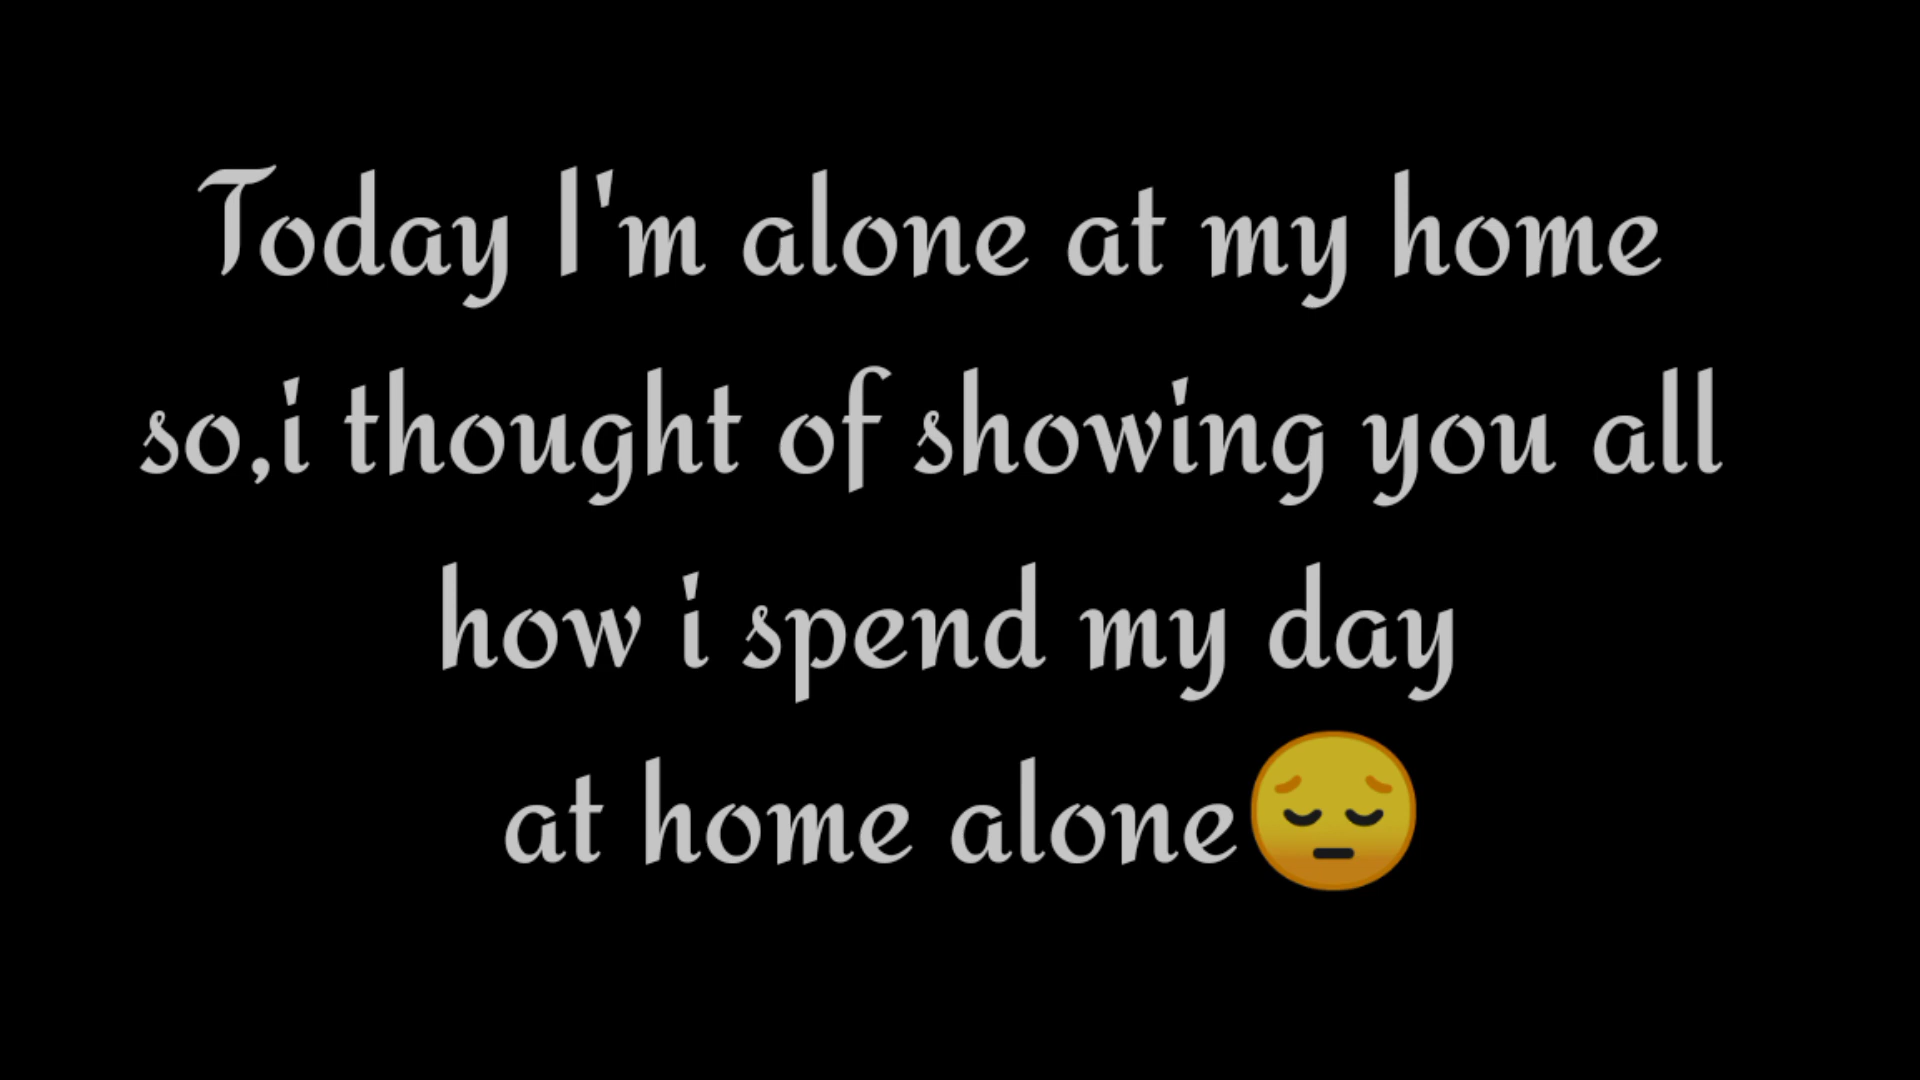 Today I'm alone at my home
so,i thought of showing you all
how i spend my day
at home alone😔